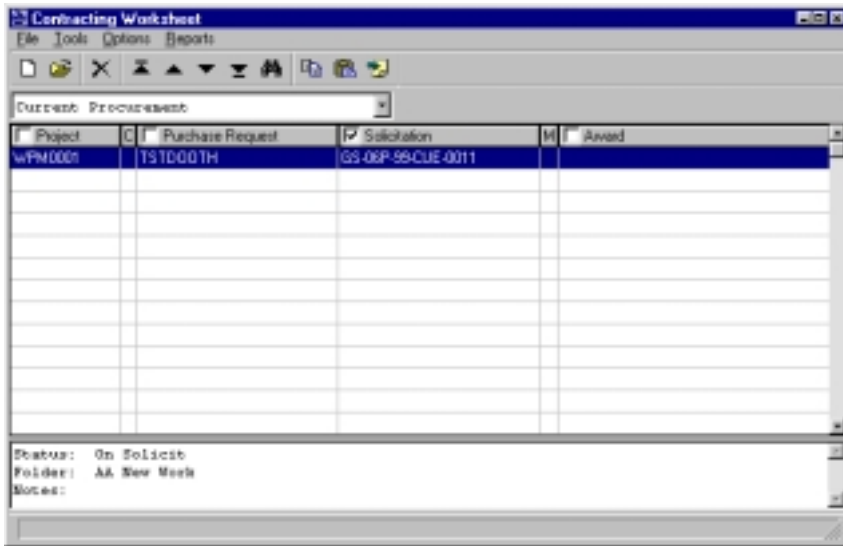 Contracting Worksheet
File Tools Options Reports
Current Procurement
Project C Purchase Request Solicitation M Award
WPM0001 TSTDOOTH GS-06P-99-CUE-0011
Status: On Solicit
Folder: AA New Work
Notes: